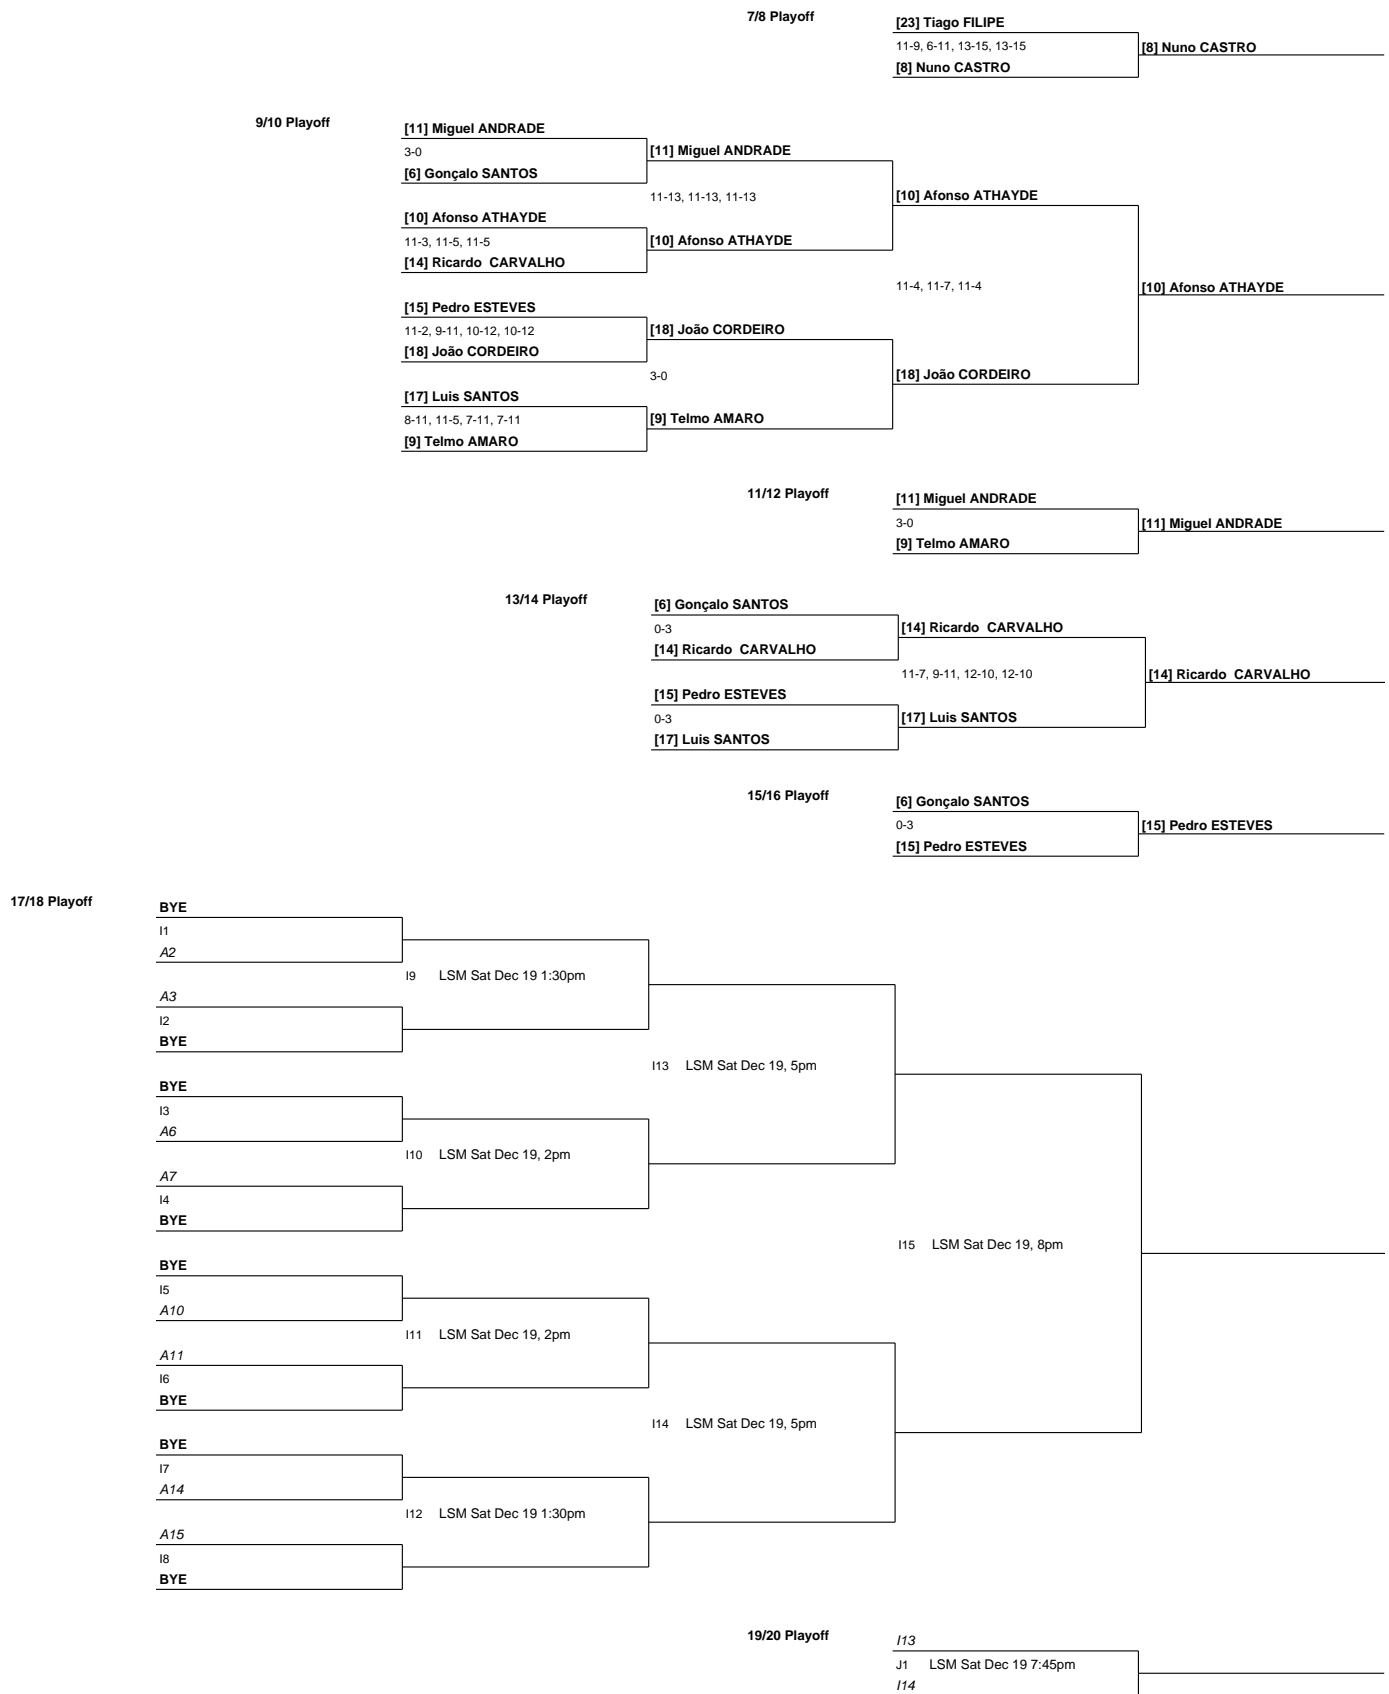 7/8 Playoff
[23] Tiago FILIPE
11-9, 6-11, 13-15, 13-15
[8] Nuno CASTRO
[8] Nuno CASTRO
9/10 Playoff
[11] Miguel ANDRADE
3-0
[6] Gonçalo SANTOS
[11] Miguel ANDRADE
11-13, 11-13, 11-13
[10] Afonso ATHAYDE
[10] Afonso ATHAYDE
11-3, 11-5, 11-5
[14] Ricardo  CARVALHO
[10] Afonso ATHAYDE
11-4, 11-7, 11-4
[10] Afonso ATHAYDE
[15] Pedro ESTEVES
11-2, 9-11, 10-12, 10-12
[18] João CORDEIRO
[18] João CORDEIRO
3-0
[18] João CORDEIRO
[17] Luis SANTOS
8-11, 11-5, 7-11, 7-11
[9] Telmo AMARO
[9] Telmo AMARO
11/12 Playoff
[11] Miguel ANDRADE
3-0
[9] Telmo AMARO
[11] Miguel ANDRADE
13/14 Playoff
[6] Gonçalo SANTOS
0-3
[14] Ricardo  CARVALHO
[14] Ricardo  CARVALHO
11-7, 9-11, 12-10, 12-10
[14] Ricardo  CARVALHO
[15] Pedro ESTEVES
0-3
[17] Luis SANTOS
[17] Luis SANTOS
15/16 Playoff
[6] Gonçalo SANTOS
0-3
[15] Pedro ESTEVES
[15] Pedro ESTEVES
17/18 Playoff
BYE
I1
A2
I9 LSM Sat Dec 19 1:30pm
A3
I2
BYE
I13 LSM Sat Dec 19, 5pm
BYE
I3
A6
I10 LSM Sat Dec 19, 2pm
A7
I4
BYE
I15 LSM Sat Dec 19, 8pm
BYE
I5
A10
I11 LSM Sat Dec 19, 2pm
A11
I6
BYE
I14 LSM Sat Dec 19, 5pm
BYE
I7
A14
I12 LSM Sat Dec 19 1:30pm
A15
I8
BYE
19/20 Playoff
I13
J1 LSM Sat Dec 19 7:45pm
I14